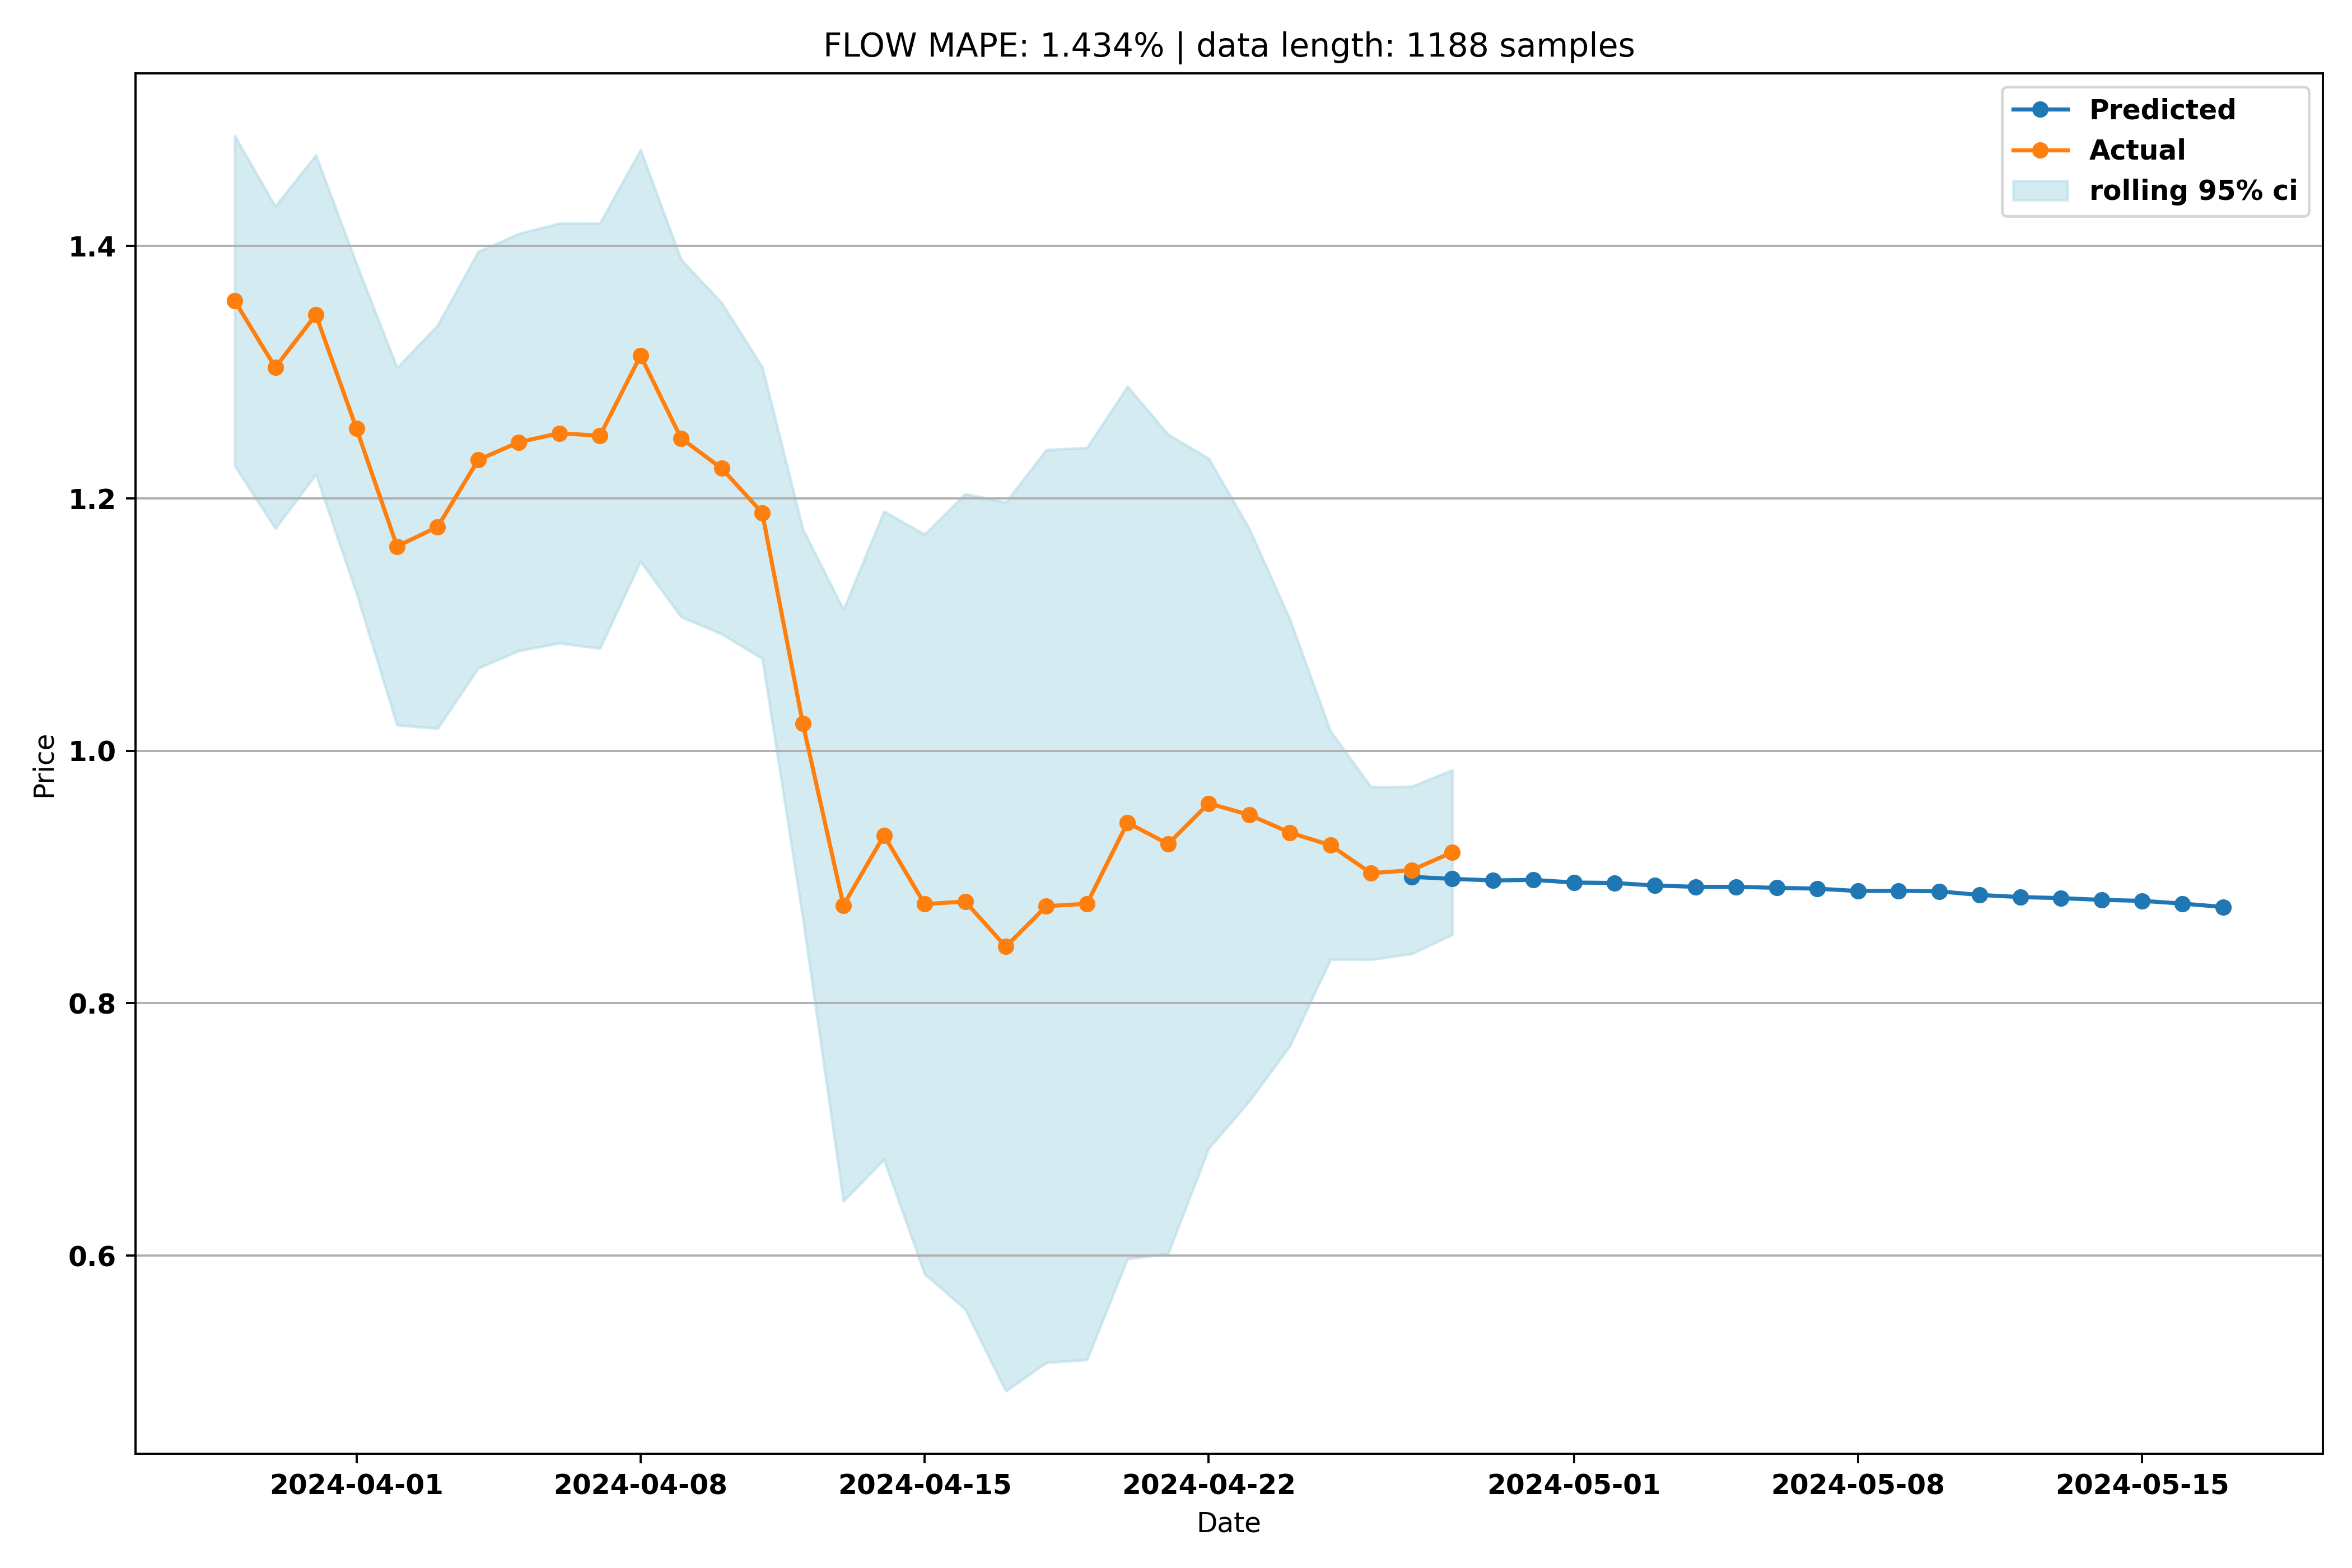 FLOW MAPE: 1.434% | data length: 1188 samples
Predicted
Actual
rolling 95% ci
1.4
1.2
1.0
0.8
0.6
Price
2024-04-01 2024-04-08 2024-04-15 2024-04-22 2024-05-01 2024-05-08 2024-05-15
Date